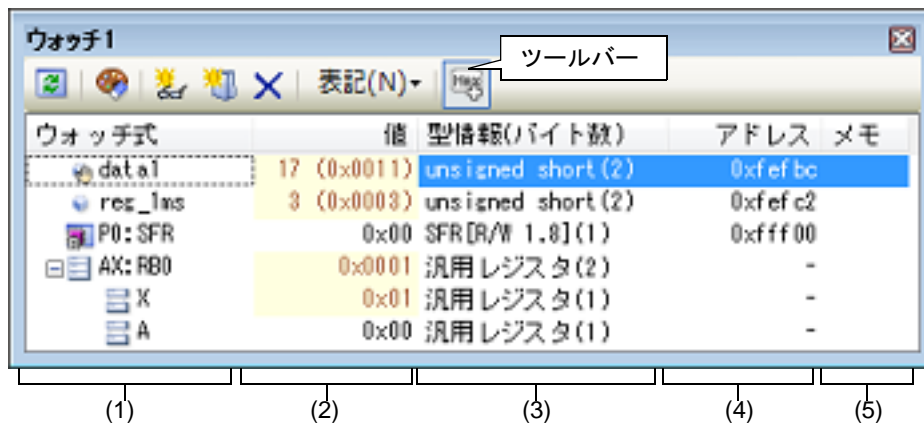 ウォッチ1
ツールバー
表記(N)
Hex
ウォッチ式 値 型情報(バイト数) アドレス メモ
data1 17 (0x0011) unsigned short(2) 0xfefbc
reg_1ms 3 (0x0003) unsigned short(2) 0xfefc2
P0:SFR 0x00 SFR[R/W 1.8](1) 0xfff00
AX:RB0 0x0001 汎用レジスタ(2) -
X 0x01 汎用レジスタ(1) -
A 0x00 汎用レジスタ(1) -
(1) (2) (3) (4) (5)